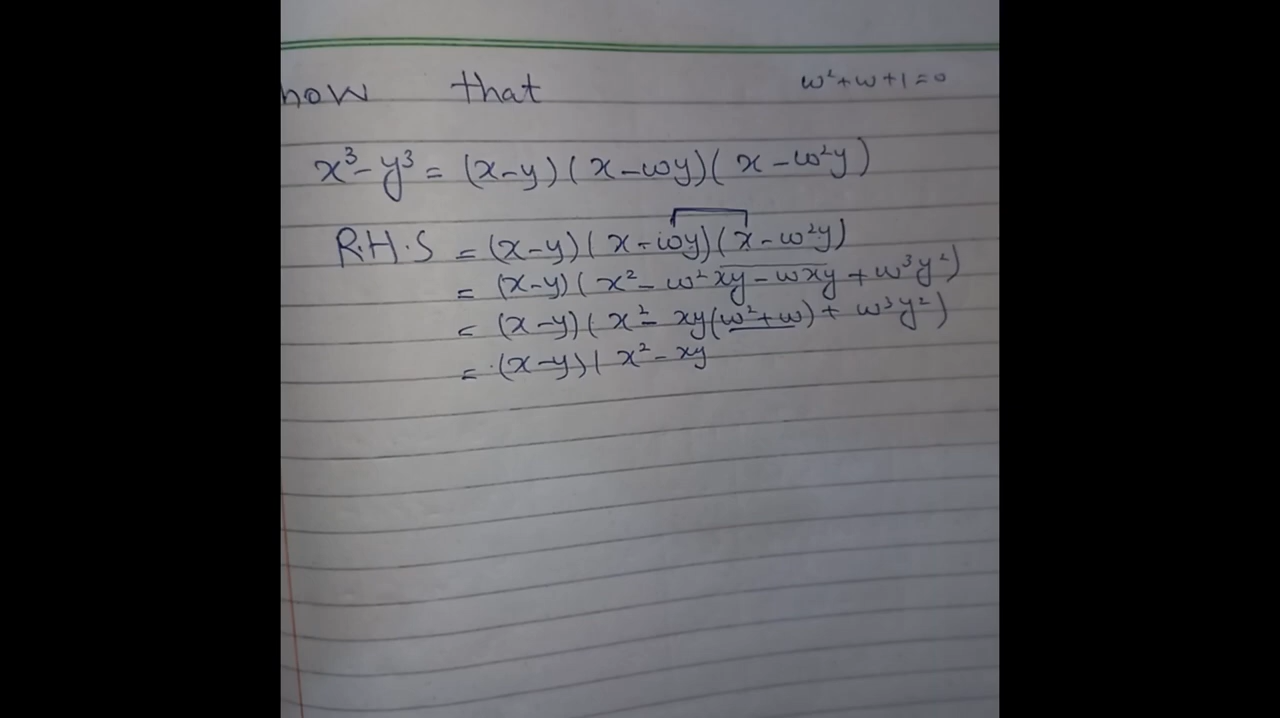 how that ω²+ω+1=0
x³-y³=(x-y)(x-ωy)(x-ω²y)
R.H.S =(x-y)(x-ωy)(x-ω²y)
=(x-y)(x²-ω²xy-ωxy+ω³y²)
=(x-y)(x²-xy(ω²+ω)+ω³y²)
=(x-y)(x²-xy